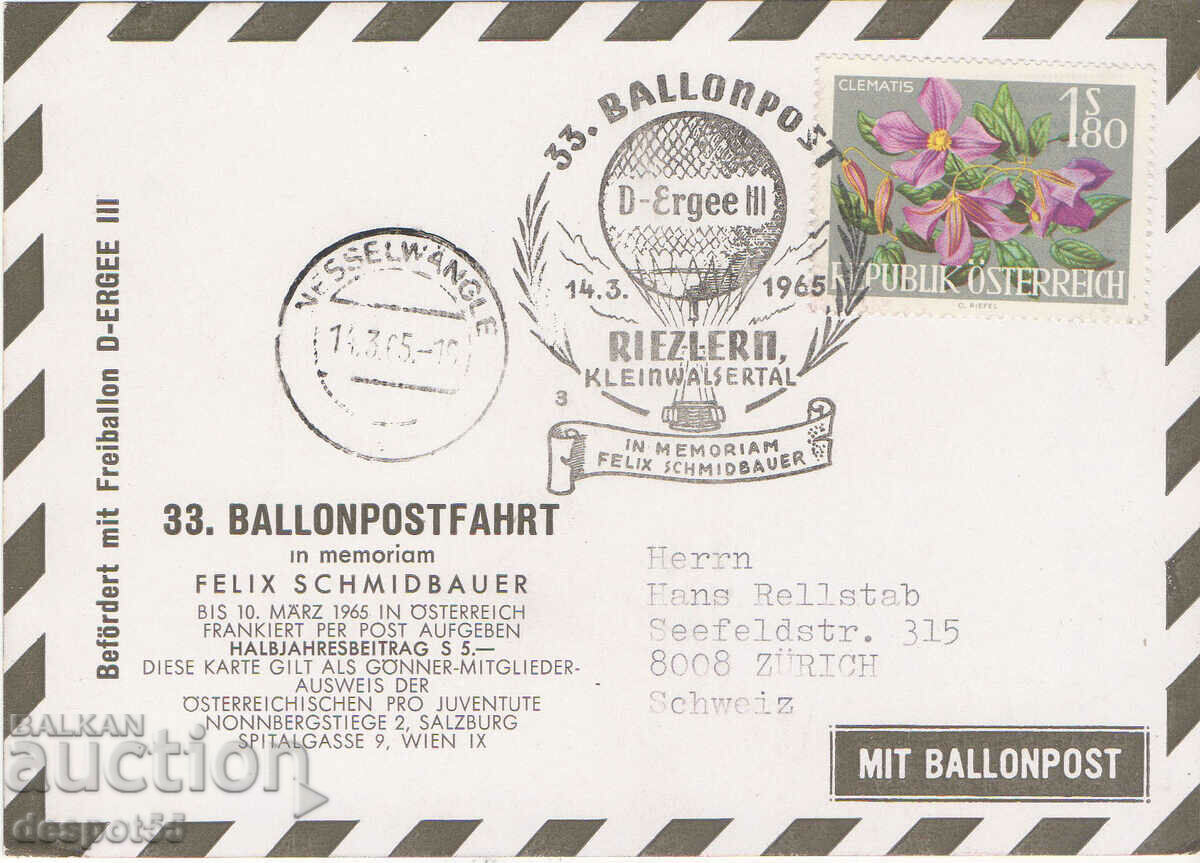 Befördert mit Freiballon D-ERGEE III
33. BALLONPOST
D-Ergee III
14.3. 1965
RIEZLERN,
KLEINWALSERTAL
3
IN MEMORIAM
FELIX SCHMIDBAUER
CLEMATIS
1S80
REPUBLIK ÖSTERREICH
NESSELWÄNGLE
14.3.65.-1
33. BALLONPOSTFAHRT
in memoriam
FELIX SCHMIDBAUER
BIS 10. MÄRZ 1965 IN ÖSTERREICH
FRANKIERT PER POST AUFGEBEN
HALBJAHRESBEITRAG S 5.—
DIESE KARTE GILT ALS GÖNNER-MITGLIEDER-
AUSWEIS DER
ÖSTERREICHISCHEN PRO JUVENTUTE
NONNBERGSTIEGE 2, SALZBURG
SPITALGASSE 9, WIEN IX
Herrn
Hans Rellstab
Seefeldstr. 315
8008 ZÜRICH
Schweiz
MIT BALLONPOST
BALKAN
auction
despot55